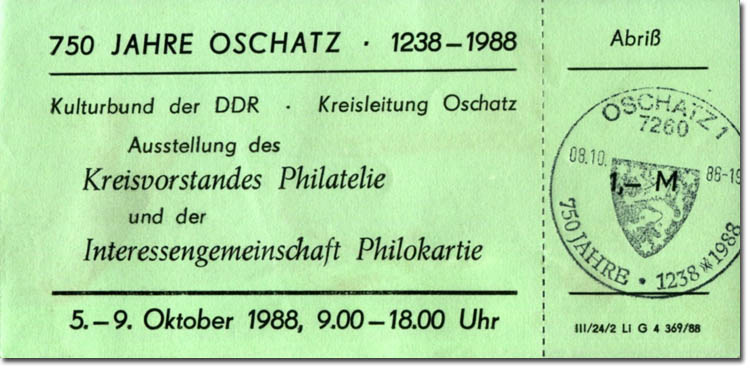 750 JAHRE OSCHATZ · 1238–1988
Kulturbund der DDR · Kreisleitung Oschatz
Ausstellung des
Kreisvorstandes Philatelie
und der
Interessengemeinschaft Philokartie
5.–9. Oktober 1988, 9.00–18.00 Uhr
Abriß
OSCHATZ 1
7260
08.10. 88-19
1,– M
750 JAHRE • 1238 * 1988
III/24/2 Li G 4 369/88